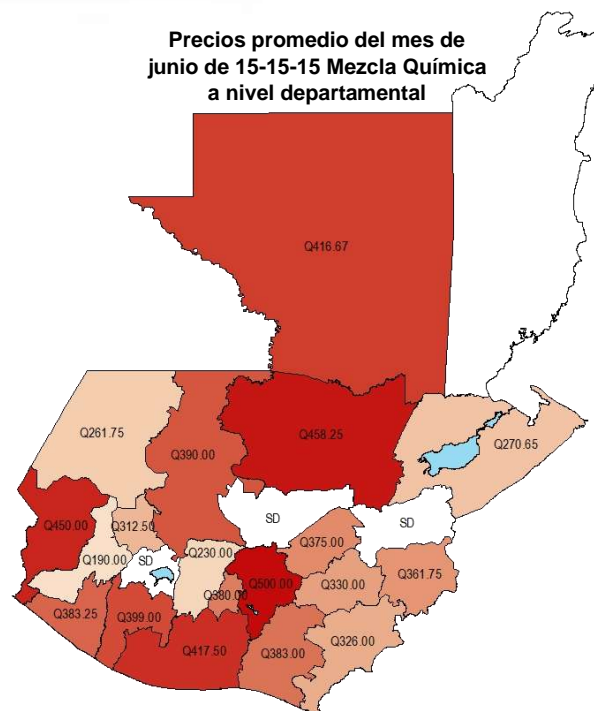 Precios promedio del mes de
junio de 15-15-15 Mezcla Química
a nivel departamental
Q416.67
Q261.75
Q390.00
Q458.25
Q270.65
Q450.00
Q312.50
SD
SD
Q375.00
Q190.00
SD
Q230.00
Q361.75
Q380.00
Q500.00
Q330.00
Q383.25
Q399.00
Q326.00
Q417.50
Q383.00